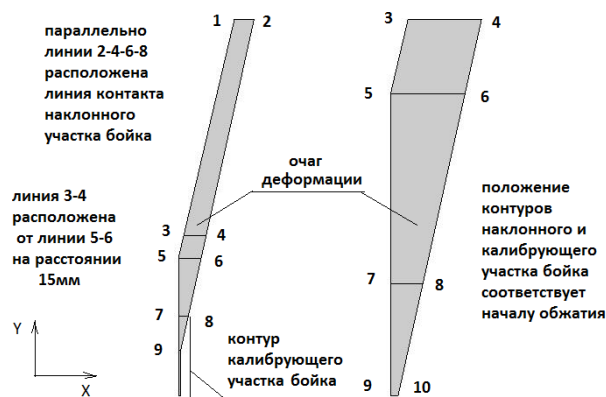 1 2
параллельно
линии 2-4-6-8
расположена
линия контакта
наклонного
участка бойка
очаг
деформации
линия 3-4
расположена
от линии 5-6
на расстоянии
15мм
3 4
5 6
7 8
9
Y
X
контур
калибрующего
участка бойка
3 4
5 6
7 8
9 10
положение
контуров
наклонного и
калибрующего
участка бойка
соответствует
началу обжатия